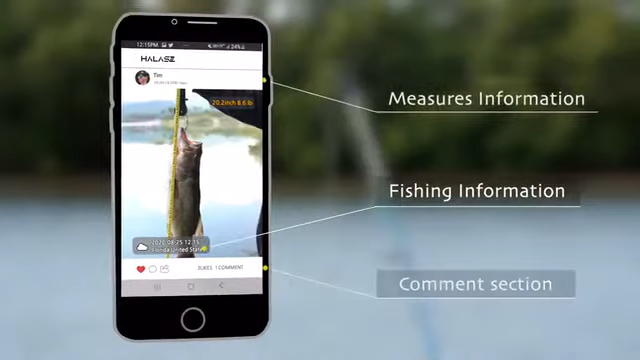 12:15PM
24%
HALASZ
Tim
20.2inch 8.6 lb
2020-08-25 12:15
Florida United States
1 COMMENT
Measures Information
Fishing Information
Comment section